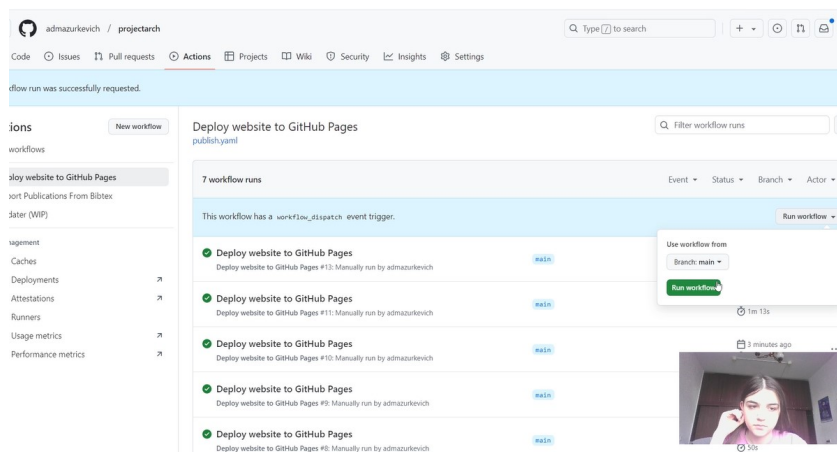 admazurkevich / projectarch
Type / to search
Code Issues Pull requests Actions Projects Wiki Security Insights Settings
run was successfully requested.
New workflow
Deploy website to GitHub Pages
publish.yaml
Filter workflow runs
workflows
website to GitHub Pages
Publications From Bibtex
(WIP)
Caches
Deployments
Attestations
Runners
Usage metrics
Performance metrics
7 workflow runs
Event Status Branch Actor
This workflow has a workflow_dispatch event trigger.
Run workflow
Use workflow from
Branch: main
Run workflow
Deploy website to GitHub Pages
main
Deploy website to GitHub Pages #13: Manually run by admazurkevich
Deploy website to GitHub Pages
main
Deploy website to GitHub Pages #11: Manually run by admazurkevich
1m 13s
Deploy website to GitHub Pages
main
3 minutes ago
Deploy website to GitHub Pages #10: Manually run by admazurkevich
Deploy website to GitHub Pages
main
Deploy website to GitHub Pages #9: Manually run by admazurkevich
Deploy website to GitHub Pages
main
Deploy website to GitHub Pages #8: Manually run by admazurkevich
50s